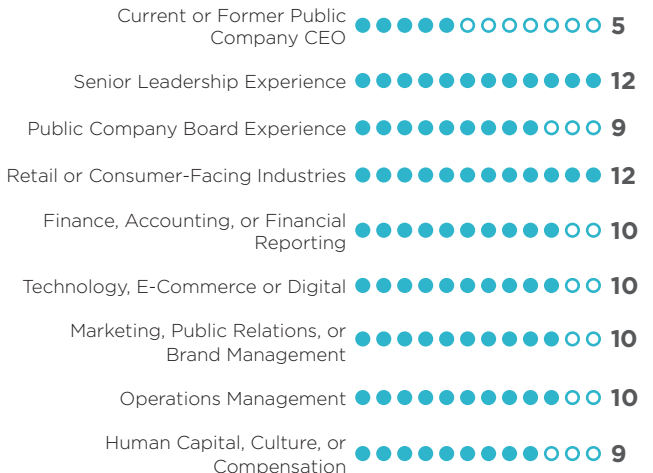 Current or Former Public
Company CEO
5
Senior Leadership Experience 12
Public Company Board Experience 9
Retail or Consumer-Facing Industries 12
Finance, Accounting, or Financial
Reporting
10
Technology, E-Commerce or Digital 10
Marketing, Public Relations, or
Brand Management
10
Operations Management 10
Human Capital, Culture, or
Compensation
9